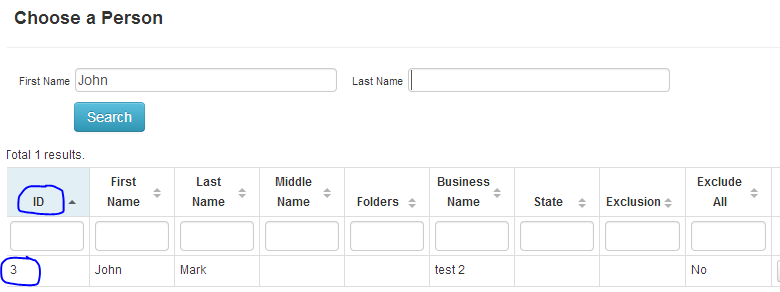 Choose a Person
First Name John Last Name
Search
Total 1 results.
ID First Name Last Name Middle Name Folders Business Name State Exclusion Exclude All
3 John Mark test 2 No